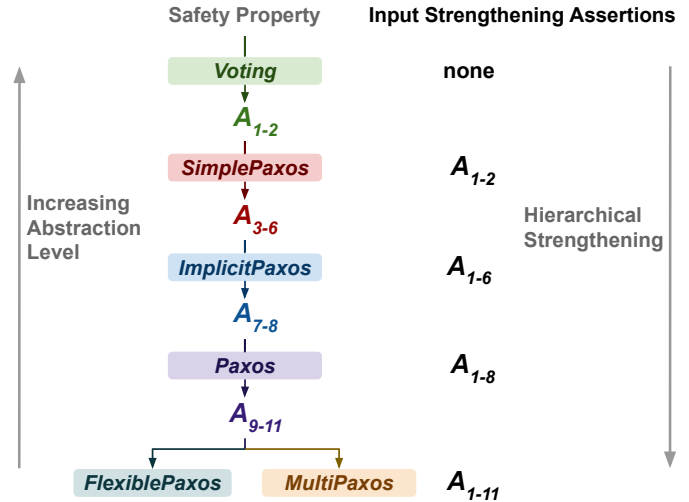 Safety Property
Input Strengthening Assertions
Voting
none
A1-2
SimplePaxos
A1-2
Increasing
Abstraction
Level
A3-6
Hierarchical
Strengthening
ImplicitPaxos
A1-6
A7-8
Paxos
A1-8
A9-11
FlexiblePaxos
MultiPaxos
A1-11